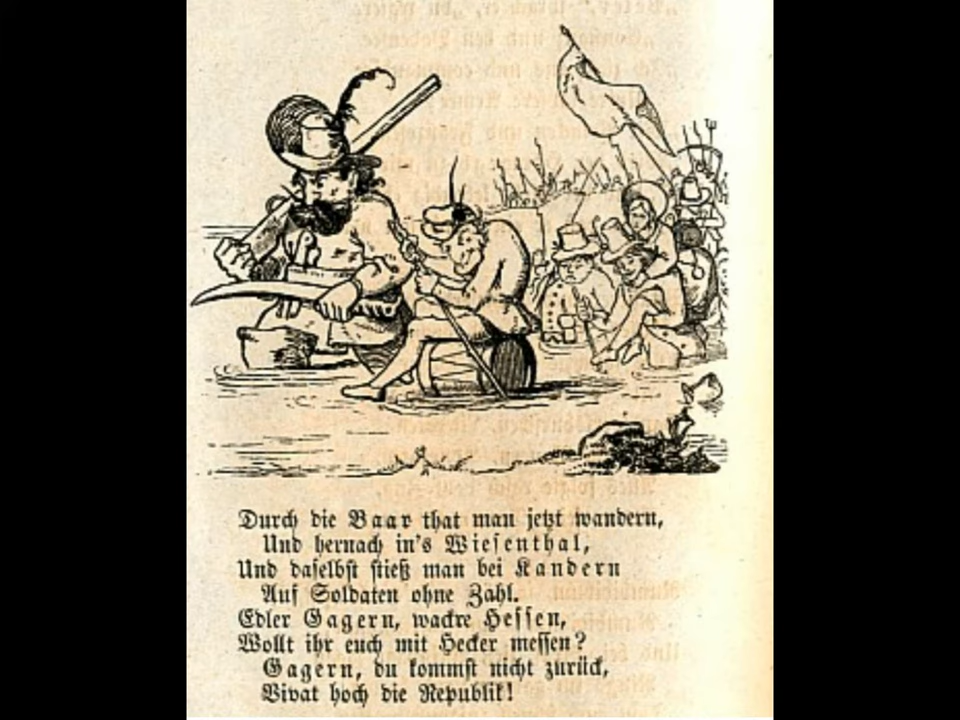 Durch die Baar that man jetzt wandern,
Und hernach in's Wiesenthal,
Und daselbst stieß man bei Kandern
Auf Soldaten ohne Zahl.
Edler Gagern, wackre Hessen,
Wollt ihr euch mit Hecker messen?
Gagern, du kommst nicht zurück,
Vivat hoch die Republik!